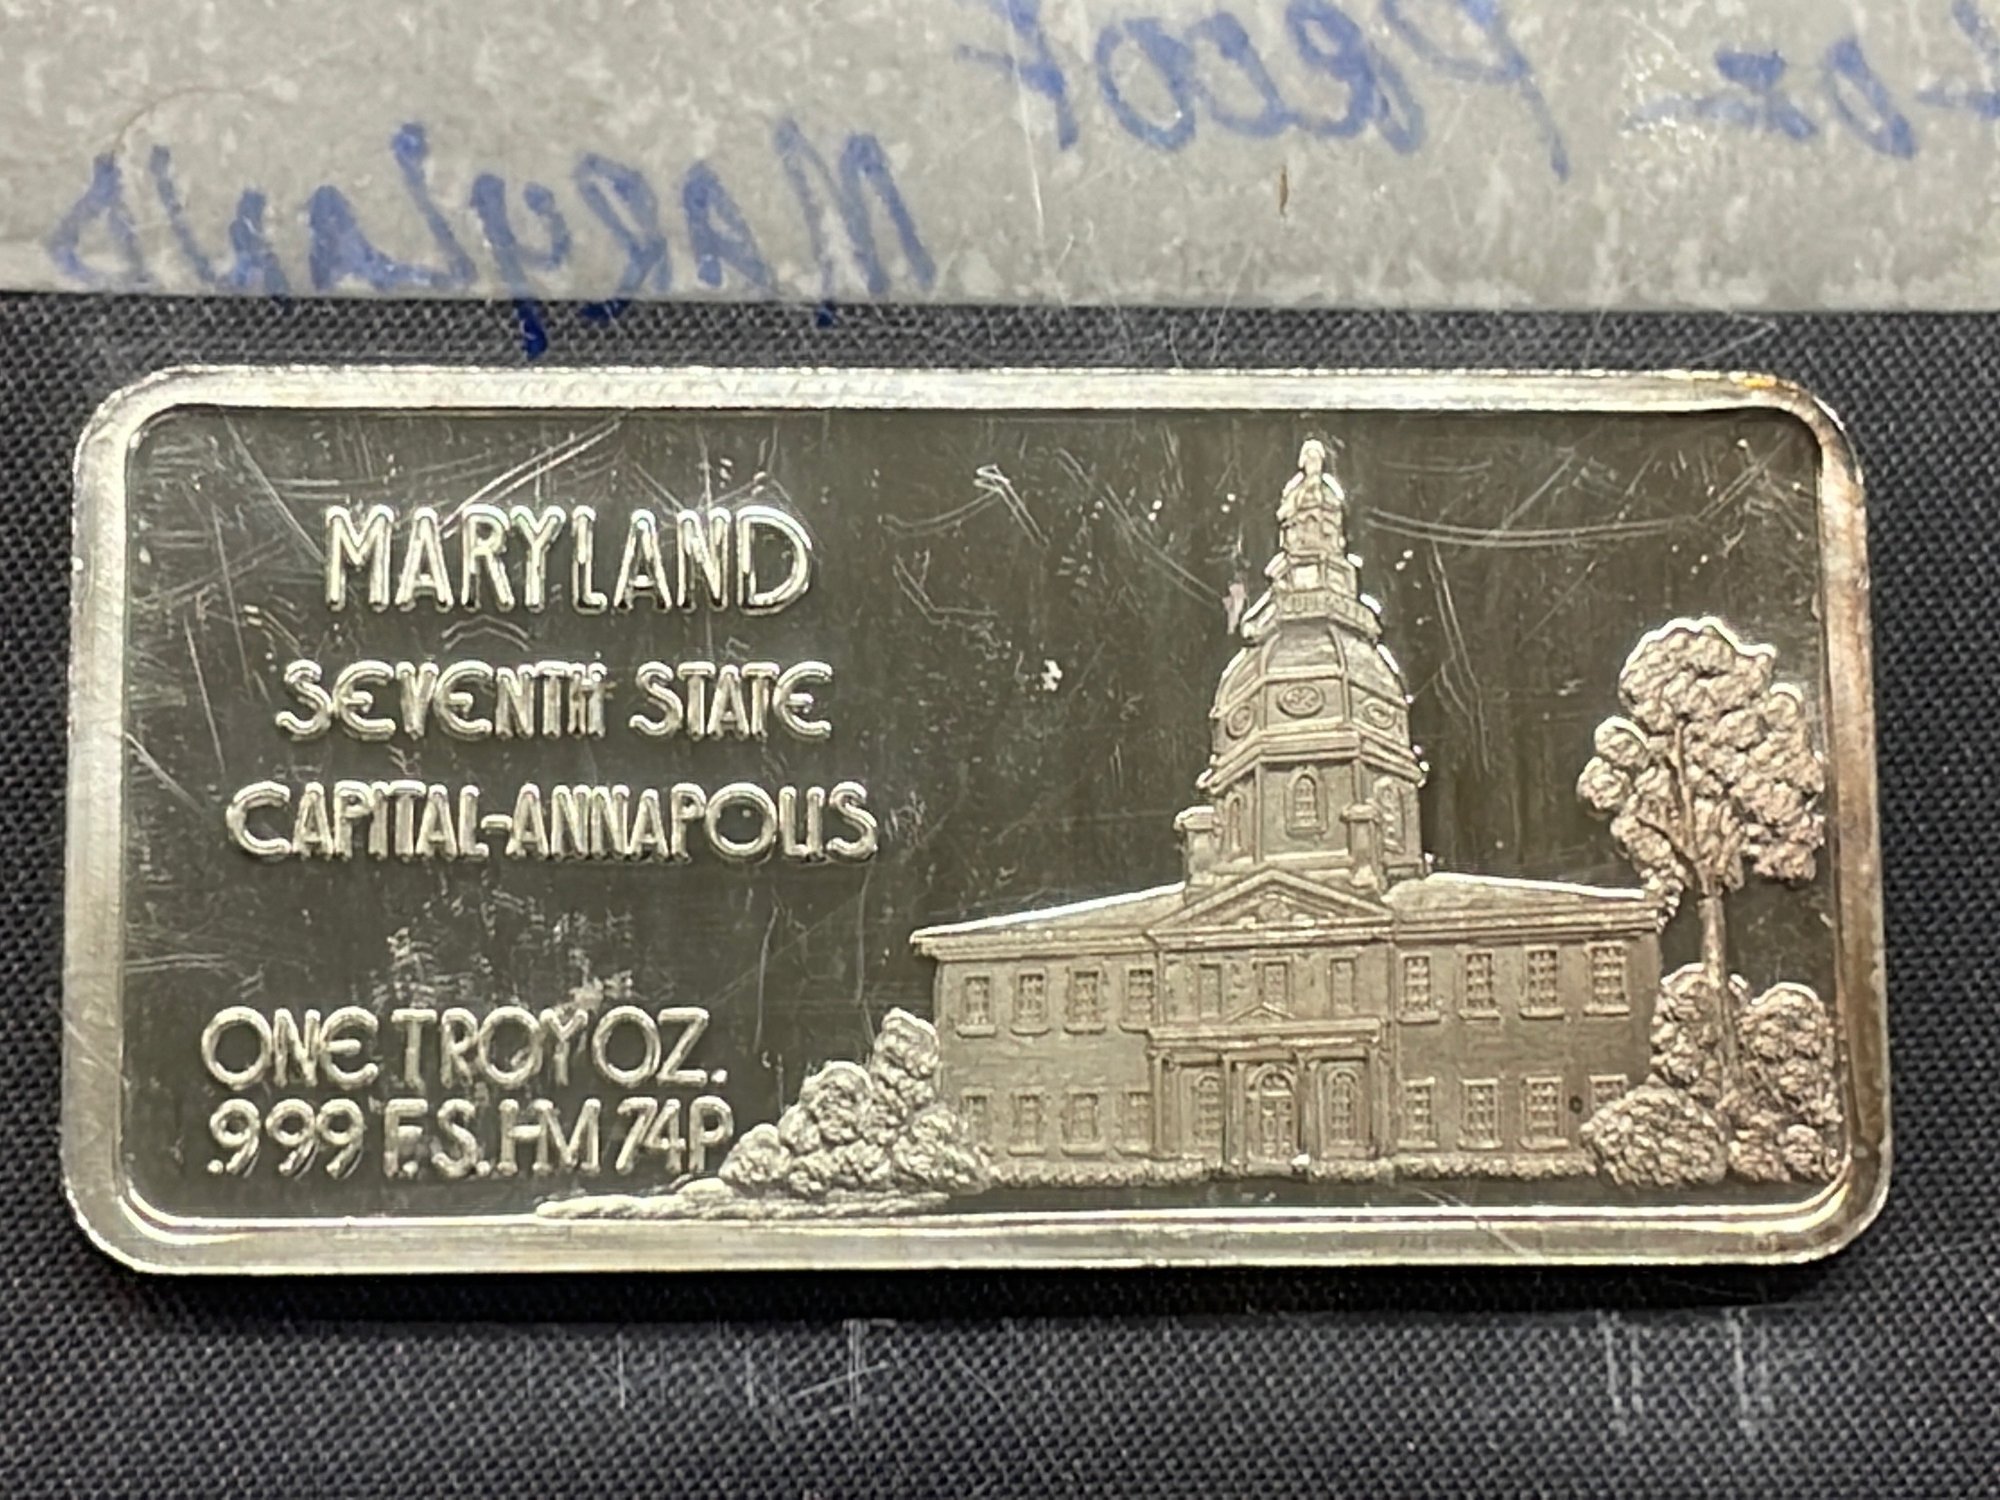 Proof
Maryland
MARYLAND
SEVENTH STATE
CAPITAL-ANNAPOLIS
ONE TROY OZ.
.999 F.S. HM 74P